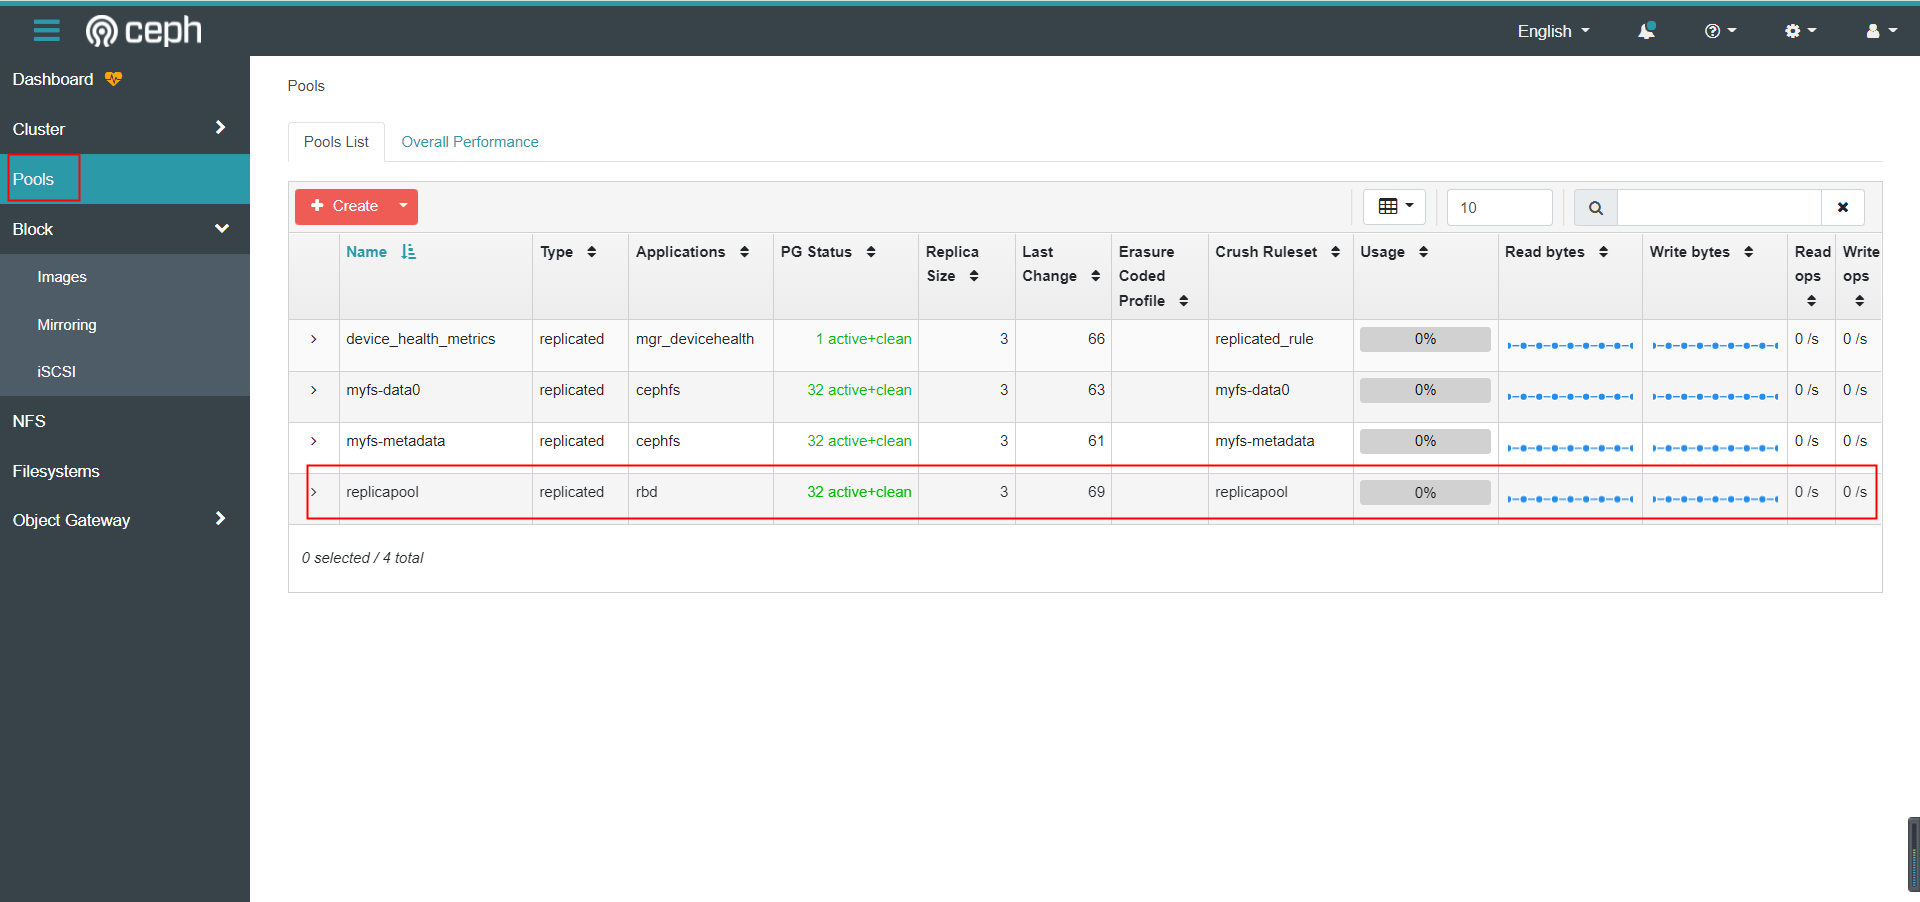 ceph
English
Dashboard
Cluster
Pools
Block
Images
Mirroring
iSCSI
NFS
Filesystems
Object Gateway
Pools
Pools List Overall Performance
Create 10
Name Type Applications PG Status Replica Size Last Change Erasure Coded Profile Crush Ruleset Usage Read bytes Write bytes Read ops Write ops
device_health_metrics replicated mgr_devicehealth 1 active+clean 3 66 replicated_rule 0% 0 /s 0 /s
myfs-data0 replicated cephfs 32 active+clean 3 63 myfs-data0 0% 0 /s 0 /s
myfs-metadata replicated cephfs 32 active+clean 3 61 myfs-metadata 0% 0 /s 0 /s
replicapool replicated rbd 32 active+clean 3 69 replicapool 0% 0 /s 0 /s
0 selected / 4 total